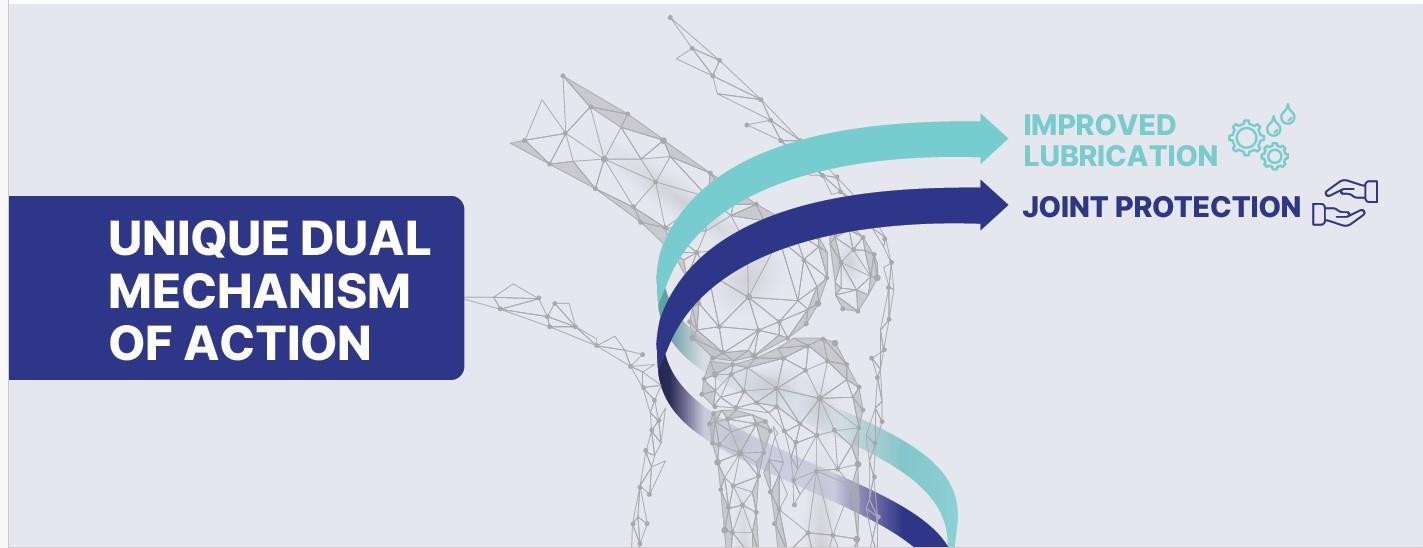 UNIQUE DUAL
MECHANISM
OF ACTION
IMPROVED
LUBRICATION
JOINT PROTECTION